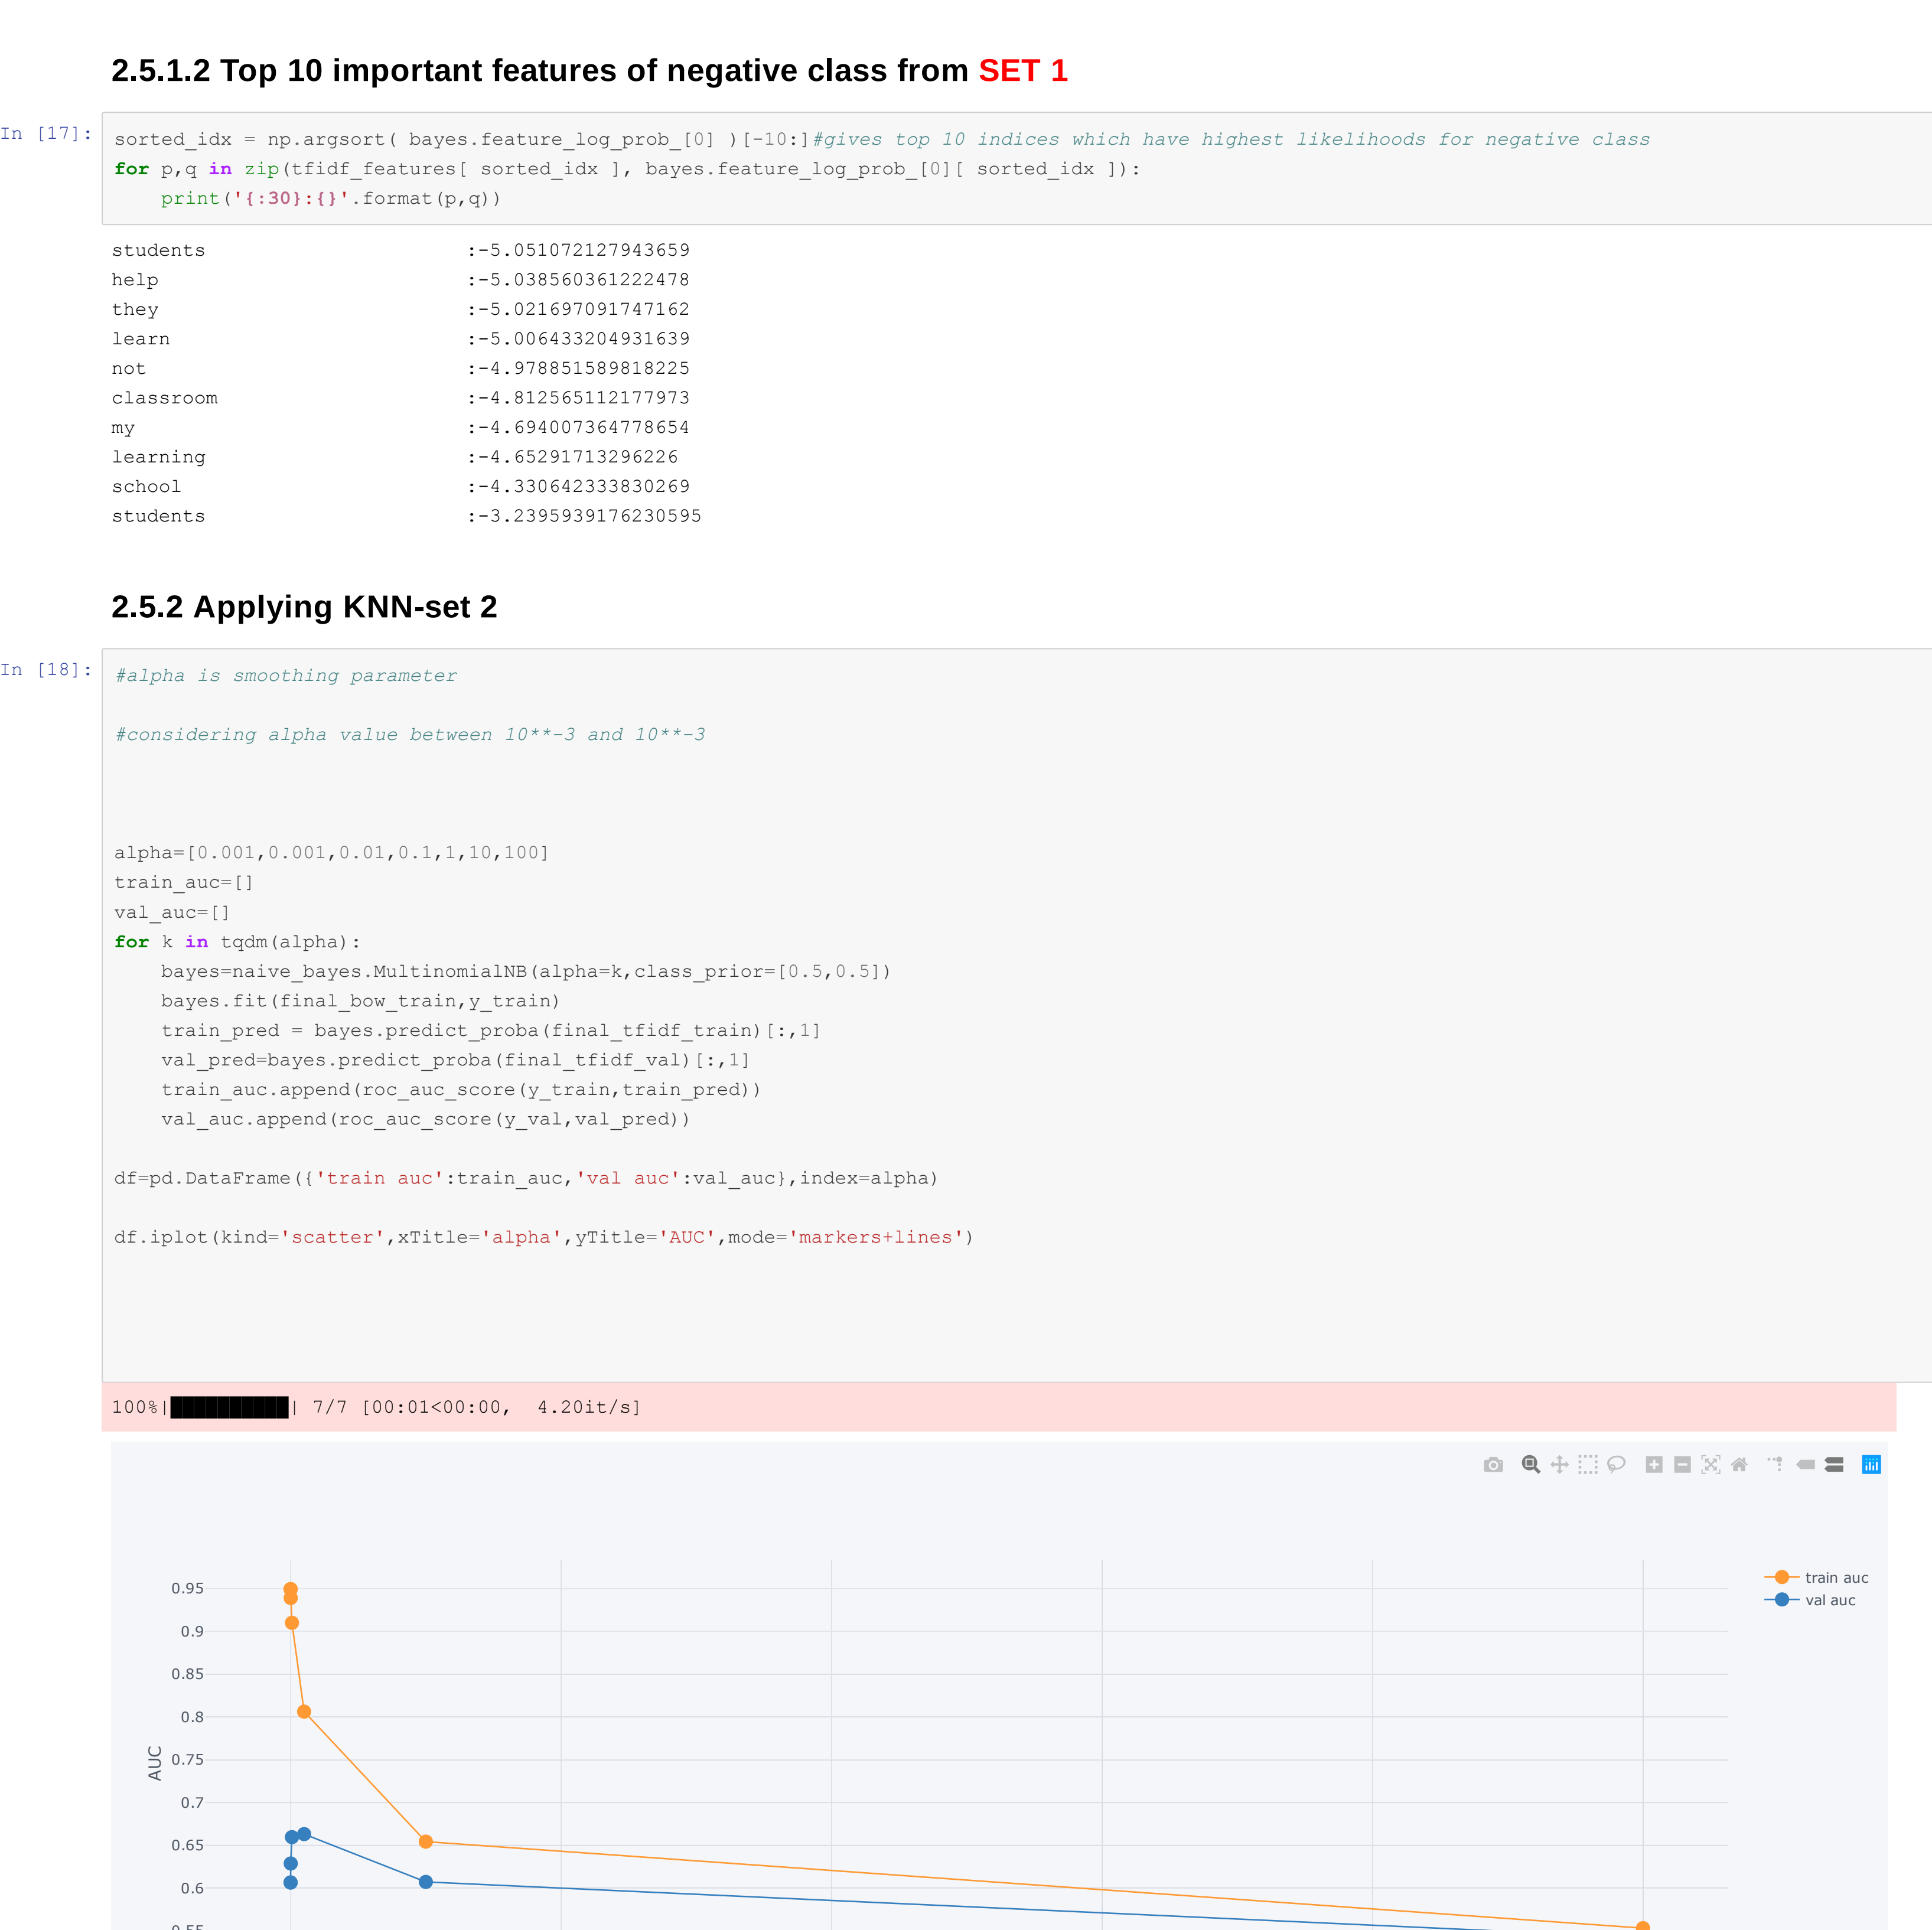 2.5.1.2 Top 10 important features of negative class from SET 1
In [17]:
sorted_idx = np.argsort( bayes.feature_log_prob_[0] )[-10:]#gives top 10 indices which have highest likelihoods for negative class
for p,q in zip(tfidf_features[ sorted_idx ], bayes.feature_log_prob_[0][ sorted_idx ]):
    print('{:30}:{}'.format(p,q))
students                      :-5.051072127943659
help                          :-5.038560361222478
they                          :-5.021697091747162
learn                         :-5.006433204931639
not                           :-4.978851589818225
classroom                     :-4.812565112177973
my                            :-4.694007364778654
learning                      :-4.65291713296226
school                        :-4.330642333830269
students                      :-3.2395939176230595
2.5.2 Applying KNN-set 2
In [18]:
#alpha is smoothing parameter
#considering alpha value between 10**-3 and 10**-3
alpha=[0.001,0.001,0.01,0.1,1,10,100]
train_auc=[]
val_auc=[]
for k in tqdm(alpha):
    bayes=naive_bayes.MultinomialNB(alpha=k,class_prior=[0.5,0.5])
    bayes.fit(final_bow_train,y_train)
    train_pred = bayes.predict_proba(final_tfidf_train)[:,1]
    val_pred=bayes.predict_proba(final_tfidf_val)[:,1]
    train_auc.append(roc_auc_score(y_train,train_pred))
    val_auc.append(roc_auc_score(y_val,val_pred))
df=pd.DataFrame({'train auc':train_auc,'val auc':val_auc},index=alpha)
df.iplot(kind='scatter',xTitle='alpha',yTitle='AUC',mode='markers+lines')
100%|██████████| 7/7 [00:01<00:00,  4.20it/s]
train auc
val auc
0.95
0.9
0.85
0.8
0.75
AUC
0.7
0.65
0.6
0.55